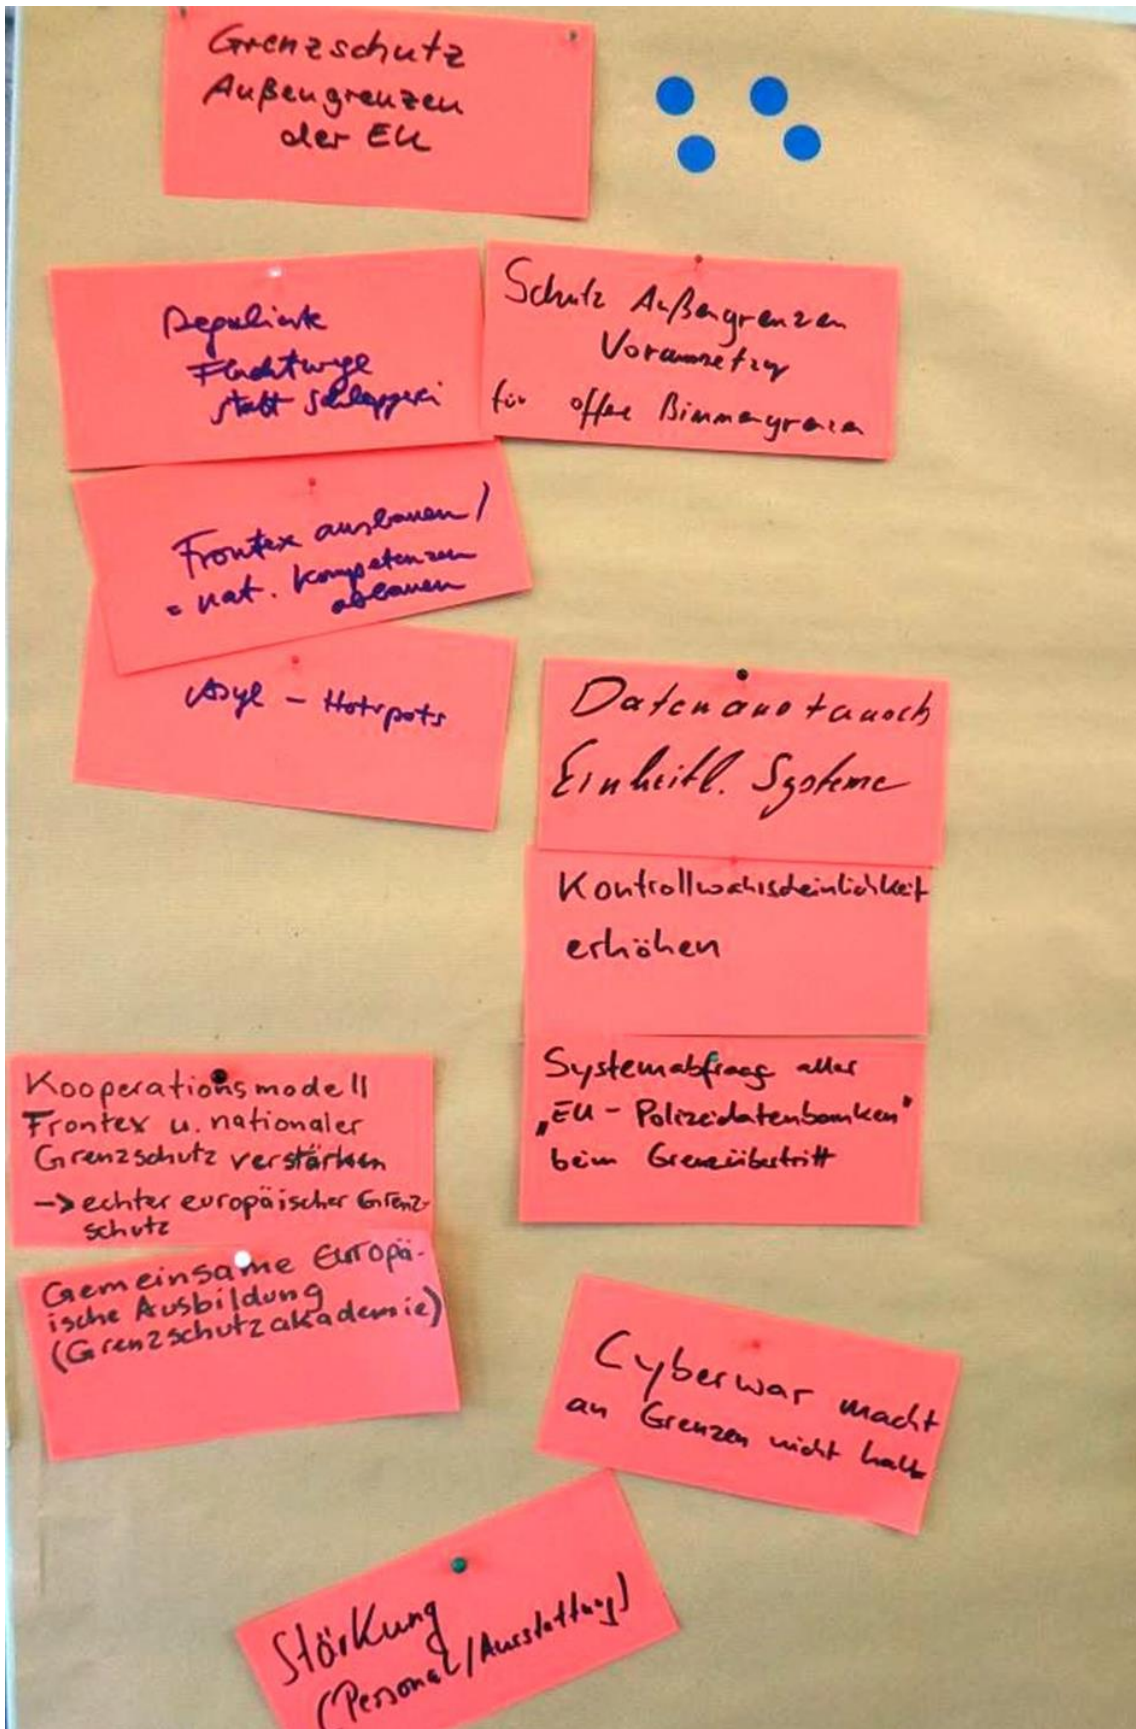 Grenzschutz
Außengrenzen
der EU
Regulierte
Fluchtwege
statt Schlepperei
Schutz Außengrenzen
Voraussetzung
für offene Binnengrenzen
Frontex ausbauen /
= nat. Kompetenzen
abbauen
Asyl - Hotspots
Datenaustausch
Einheitl. Systeme
Kontrollwahrscheinlichkeit
erhöhen
Systemabfrage aller
„EU - Polizeidatenbanken"
beim Grenzübertritt
Kooperationsmodell
Frontex u. nationaler
Grenzschutz verstärken
-> echter europäischer Grenz-
schutz
Gemeinsame Europä-
ische Ausbildung
(Grenzschutzakademie)
Cyberwar macht
an Grenzen nicht halt
Stärkung
(Personal/Ausstattung)